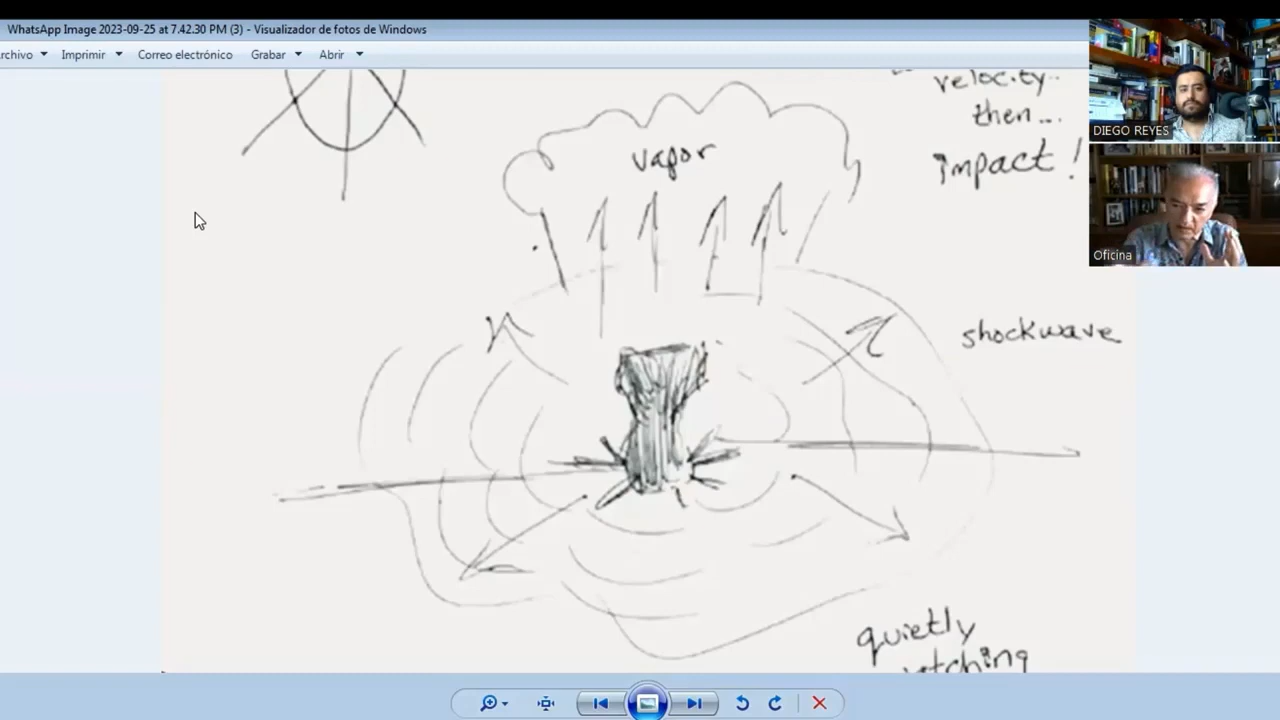 WhatsApp Image 2023-09-25 at 7.42.30 PM (3) - Visualizador de fotos de Windows
rchivo Imprimir Correo electrónico Grabar Abrir
velocity..
then...
impact!
vapor
DIEGO REYES
Oficina
shockwave
quietly